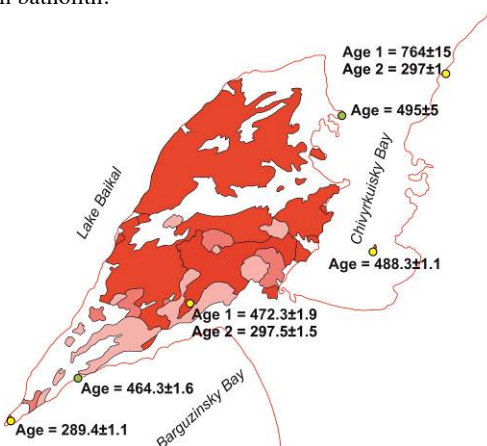 batholith.
Age 1 = 764±15
Age 2 = 297±1
Age = 495±5
Lake Baikal
Chivyrkuisky Bay
Age = 488.3±1.1
Age 1 = 472.3±1.9
Age 2 = 297.5±1.5
Age = 464.3±1.6
Barguzinsky Bay
Age = 289.4±1.1